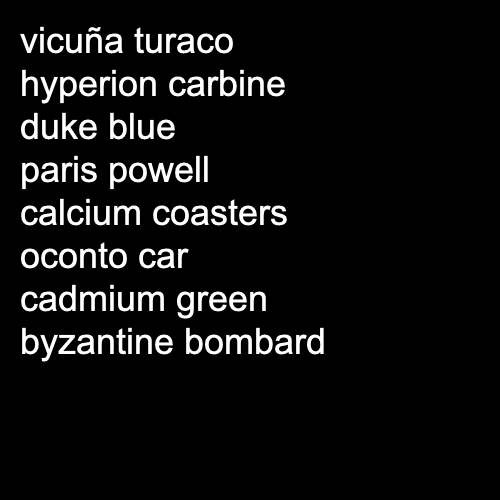 vicuña turaco
hyperion carbine
duke blue
paris powell
calcium coasters
oconto car
cadmium green
byzantine bombard